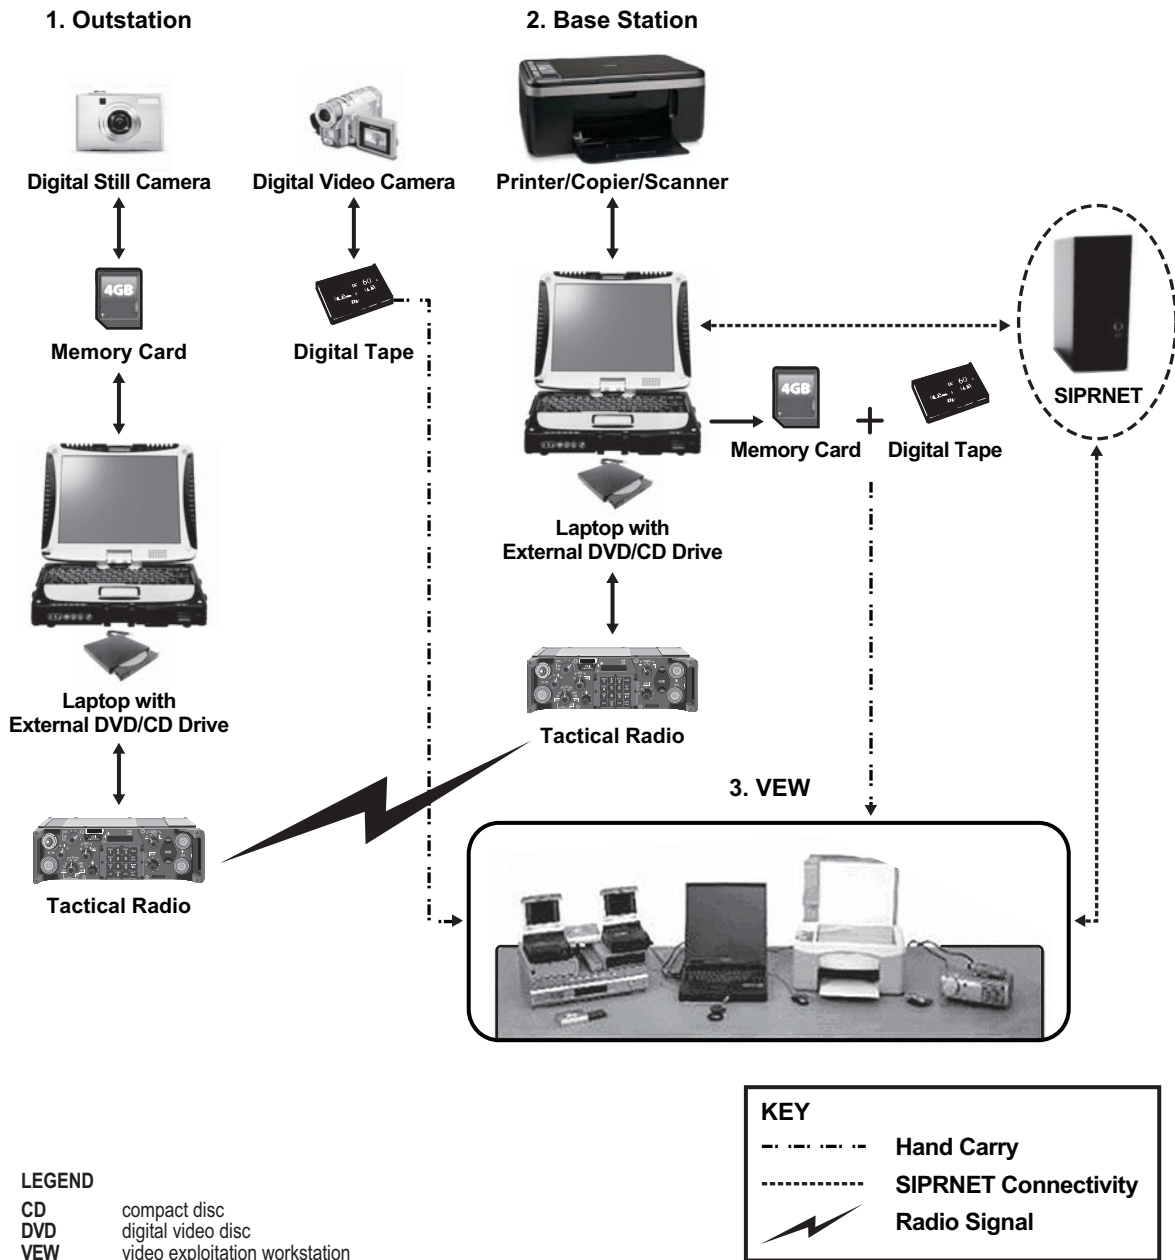 1. Outstation
2. Base Station
Digital Still Camera
Digital Video Camera
Printer/Copier/Scanner
4GB
60
Memory Card
Digital Tape
SIPRNET
4GB
60
Memory Card
+
Digital Tape
Laptop with
External DVD/CD Drive
Laptop with
External DVD/CD Drive
Tactical Radio
3. VEW
Tactical Radio
KEY
Hand Carry
SIPRNET Connectivity
Radio Signal
LEGEND
CD compact disc
DVD digital video disc
VEW video exploitation workstation